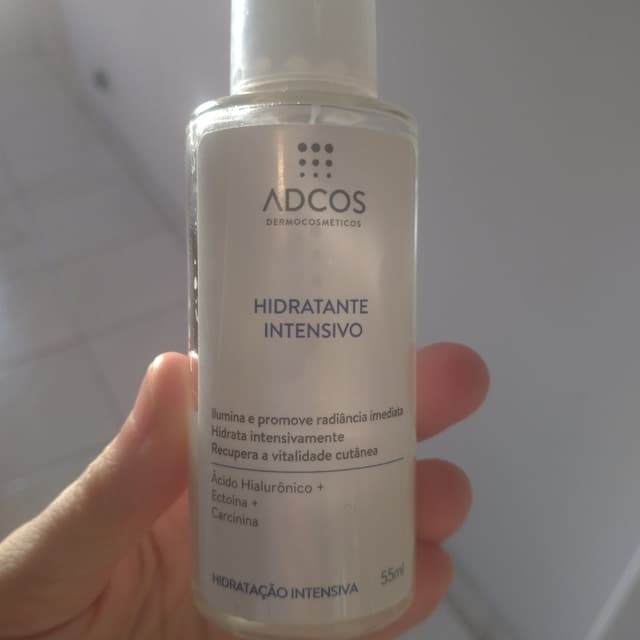 ADCOS
DERMOCOSMÉTICOS
HIDRATANTE
INTENSIVO
Ilumina e promove radiância imediata
Hidrata intensivamente
Recupera a vitalidade cutânea
Ácido Hialurônico +
Ectoína +
Carcinina
HIDRATAÇÃO INTENSIVA 55ml